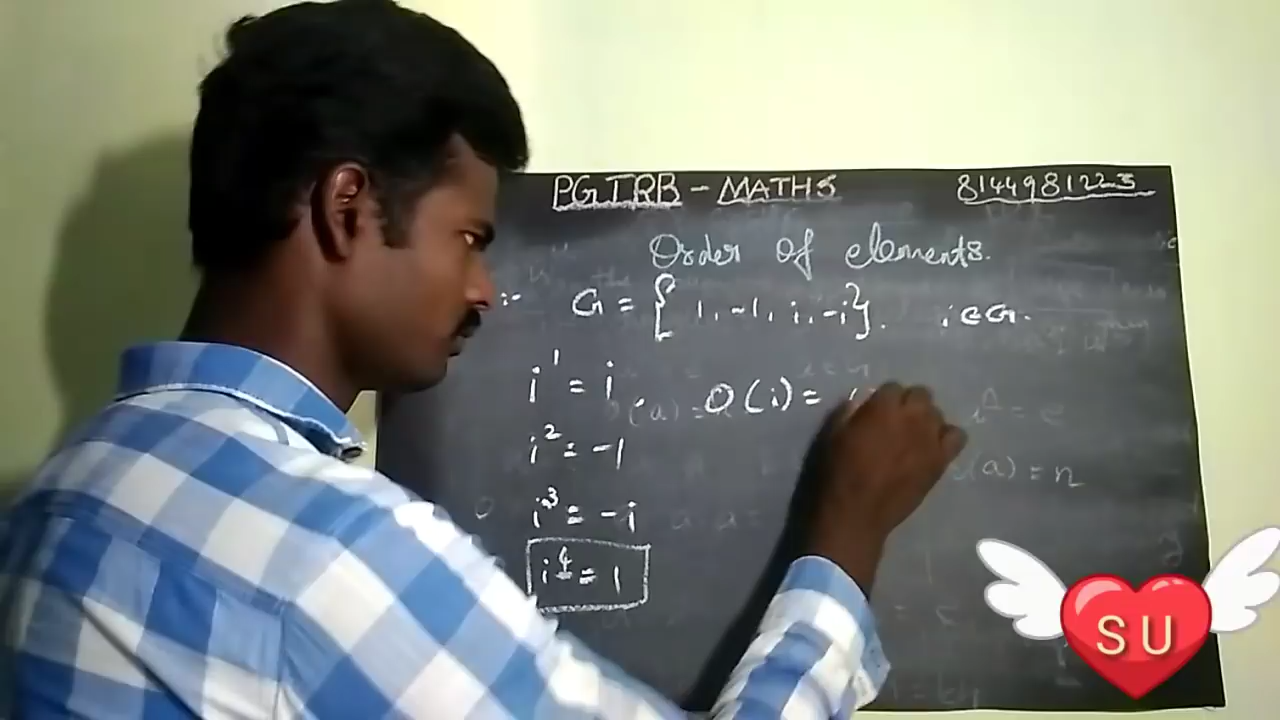 PGTRB - MATHS 8144981223
Order of elements.
:- G = { 1, -1, i, -i }. i ∈ G.
i¹ = i O(i) =
i² = -1
i³ = -i
i⁴ = 1
(a) = n
SU